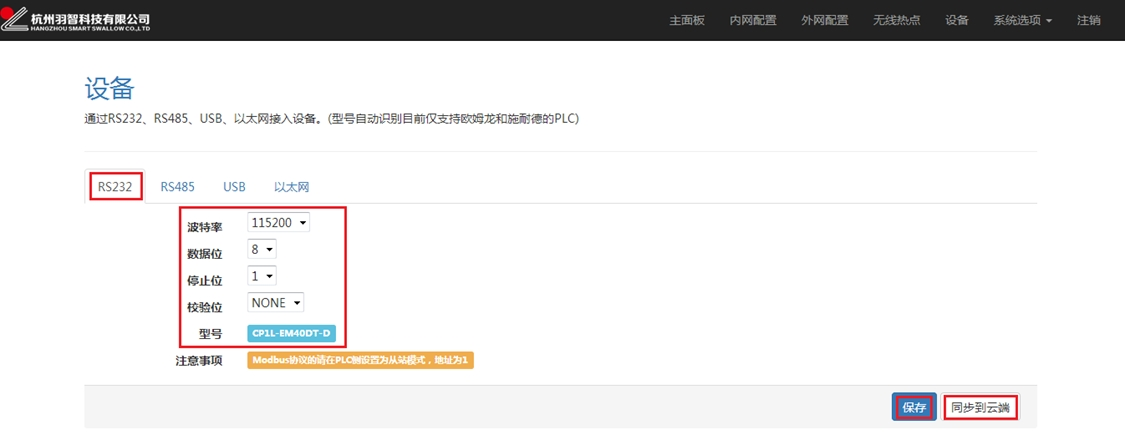 杭州羽智科技有限公司
HANGZHOU SMART SWALLOW CO.,LTD
主面板 内网配置 外网配置 无线热点 设备 系统选项 注销
设备
通过RS232、RS485、USB、以太网接入设备。(型号自动识别目前仅支持欧姆龙和施耐德的PLC)
RS232 RS485 USB 以太网
波特率 115200
数据位 8
停止位 1
校验位 NONE
型号 CP1L-EM40DT-D
注意事项 Modbus协议的请在PLC侧设置为从站模式，地址为1
保存 同步到云端